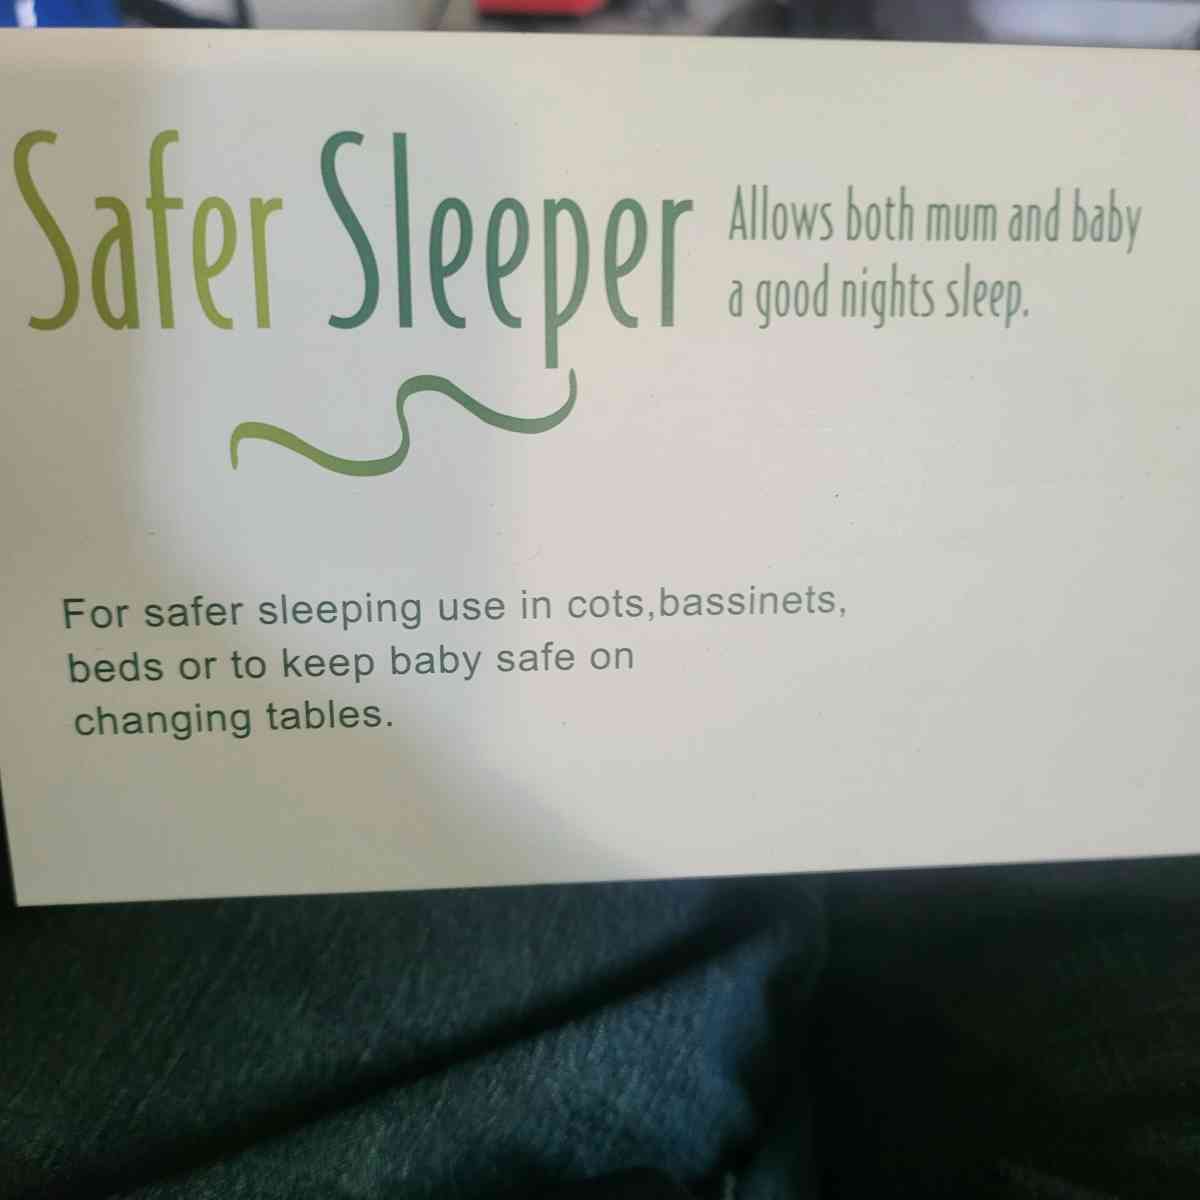 Safer Sleeper
Allows both mum and baby
a good nights sleep.
For safer sleeping use in cots,bassinets,
beds or to keep baby safe on
changing tables.